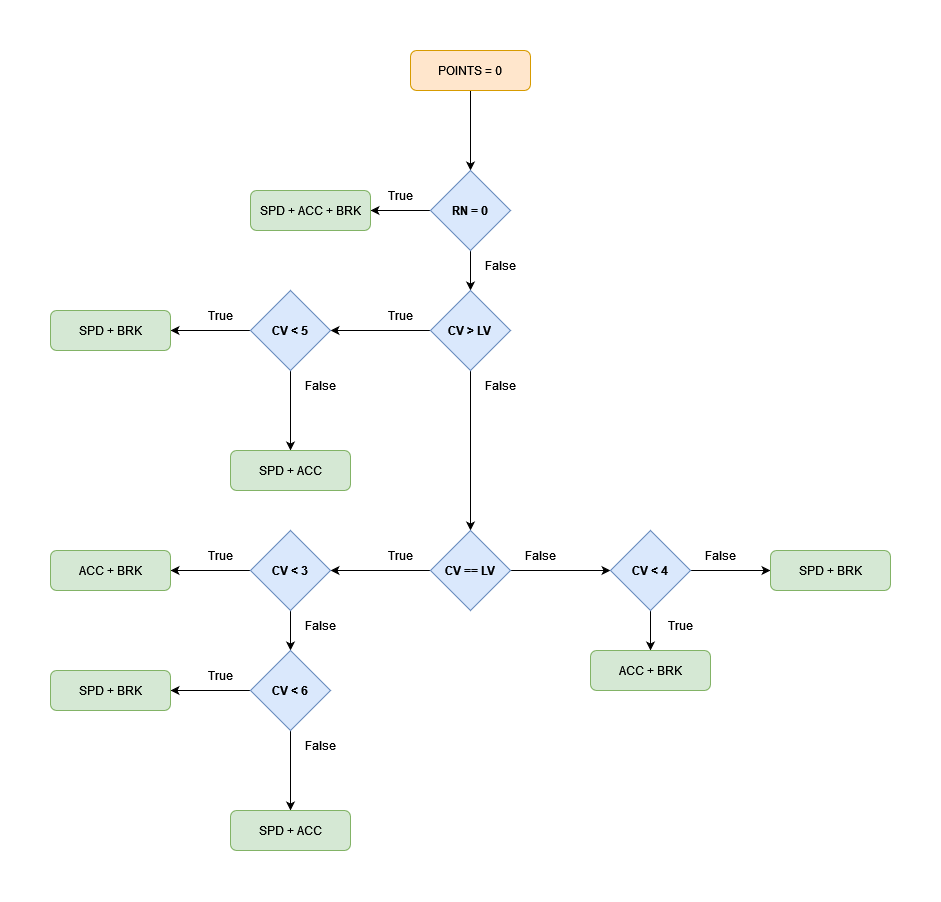 POINTS = 0
True
SPD + ACC + BRK
RN = 0
False
True
True
SPD + BRK
CV < 5
CV > LV
False
False
SPD + ACC
True
True
False
False
ACC + BRK
CV < 3
CV == LV
CV < 4
SPD + BRK
False
True
True
ACC + BRK
SPD + BRK
CV < 6
False
SPD + ACC